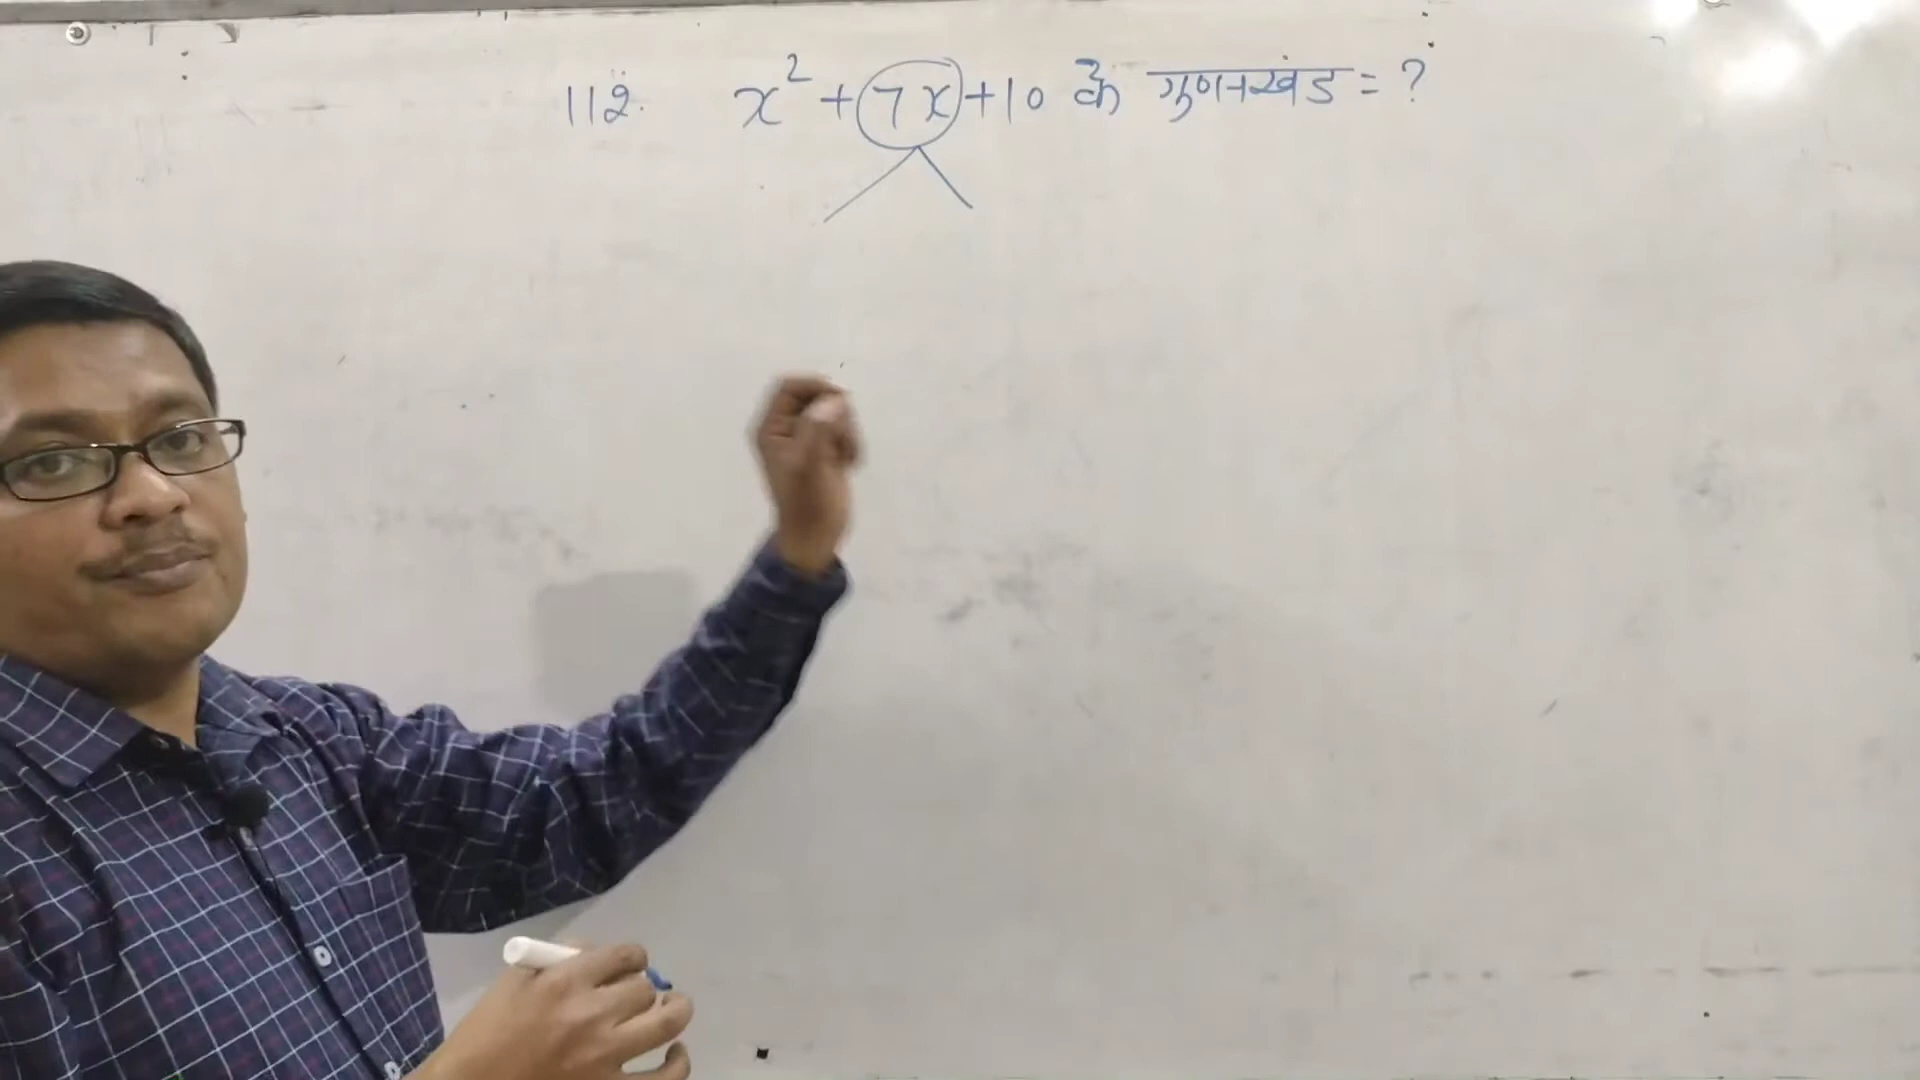 112. x² + 7x + 10 के गुणनखंड = ?